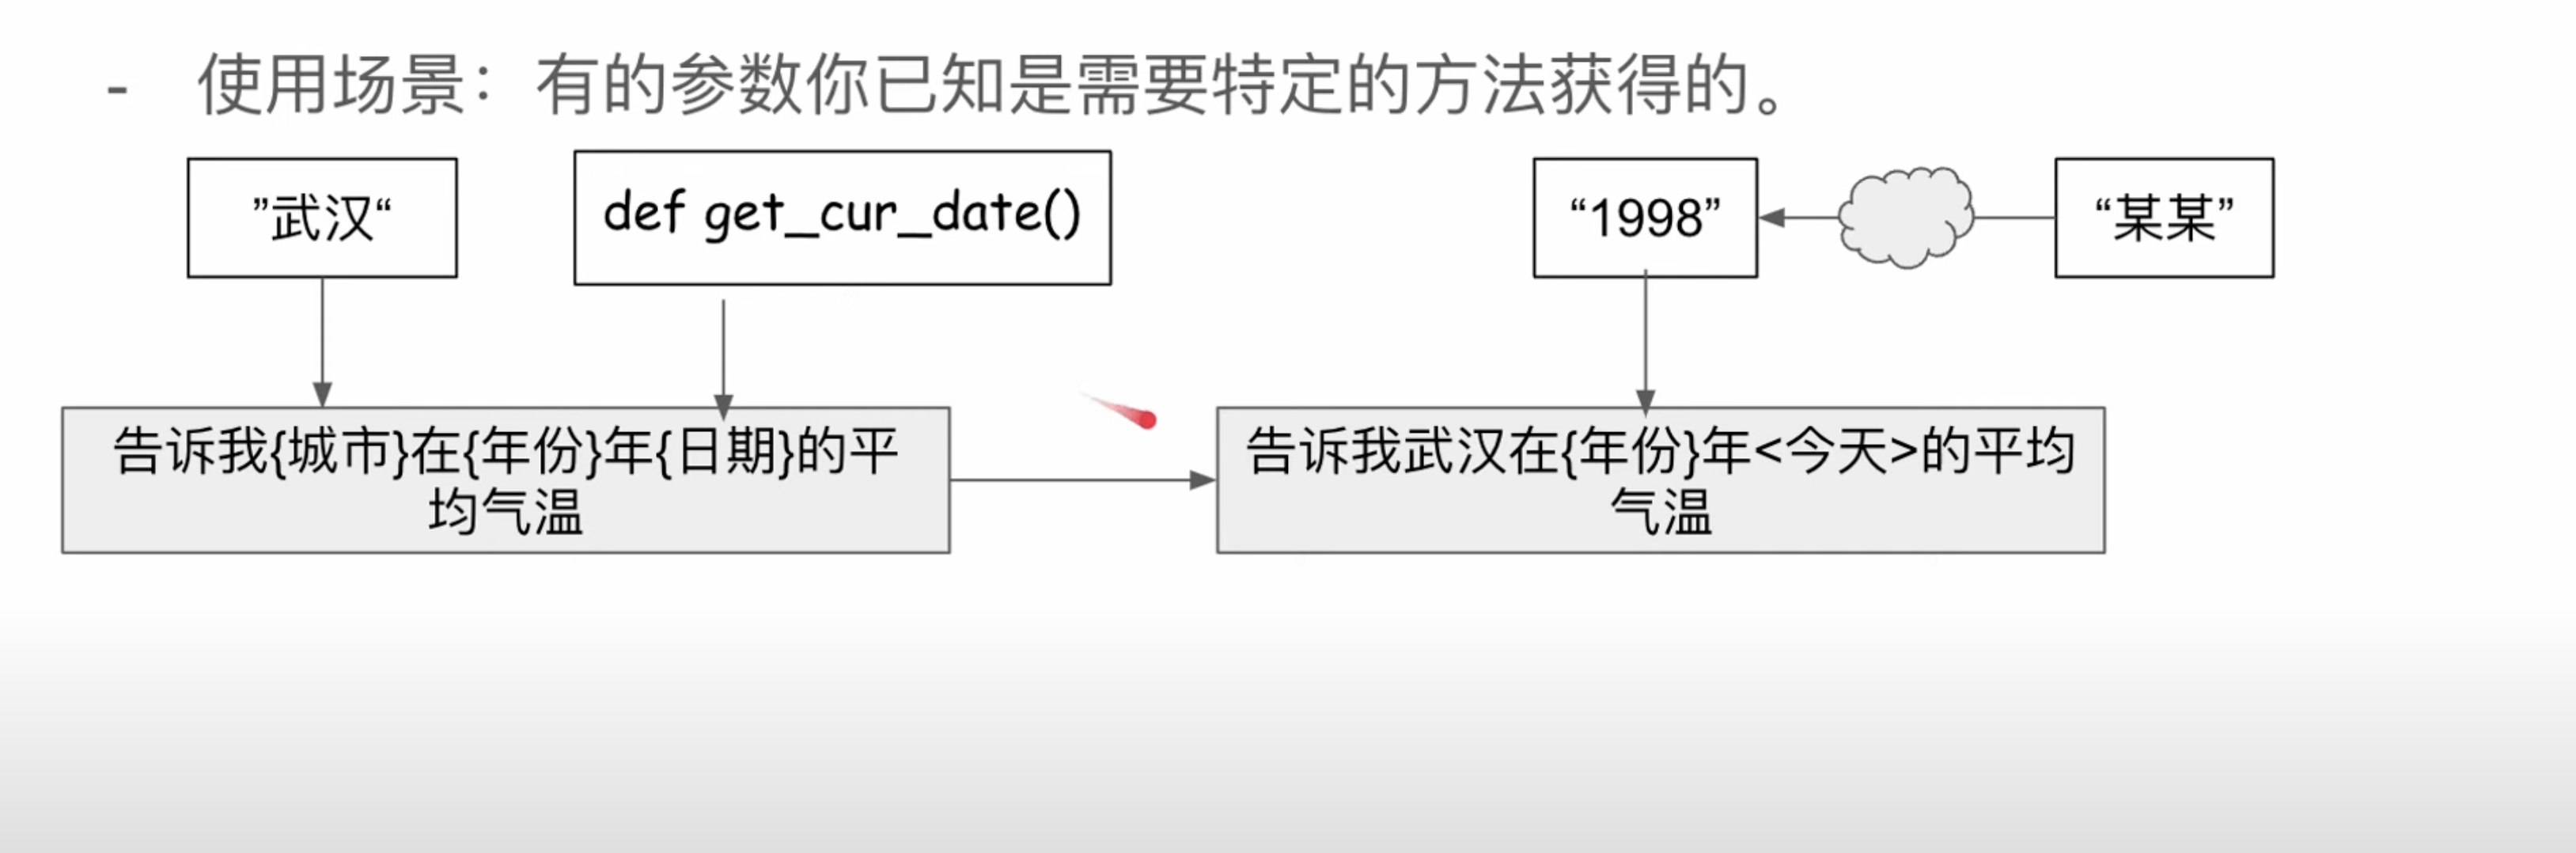 - 使用场景：有的参数你已知是需要特定的方法获得的。
”武汉“
def get_cur_date()
“1998”
“某某”
告诉我{城市}在{年份}年{日期}的平
均气温
告诉我武汉在{年份}年<今天>的平均
气温